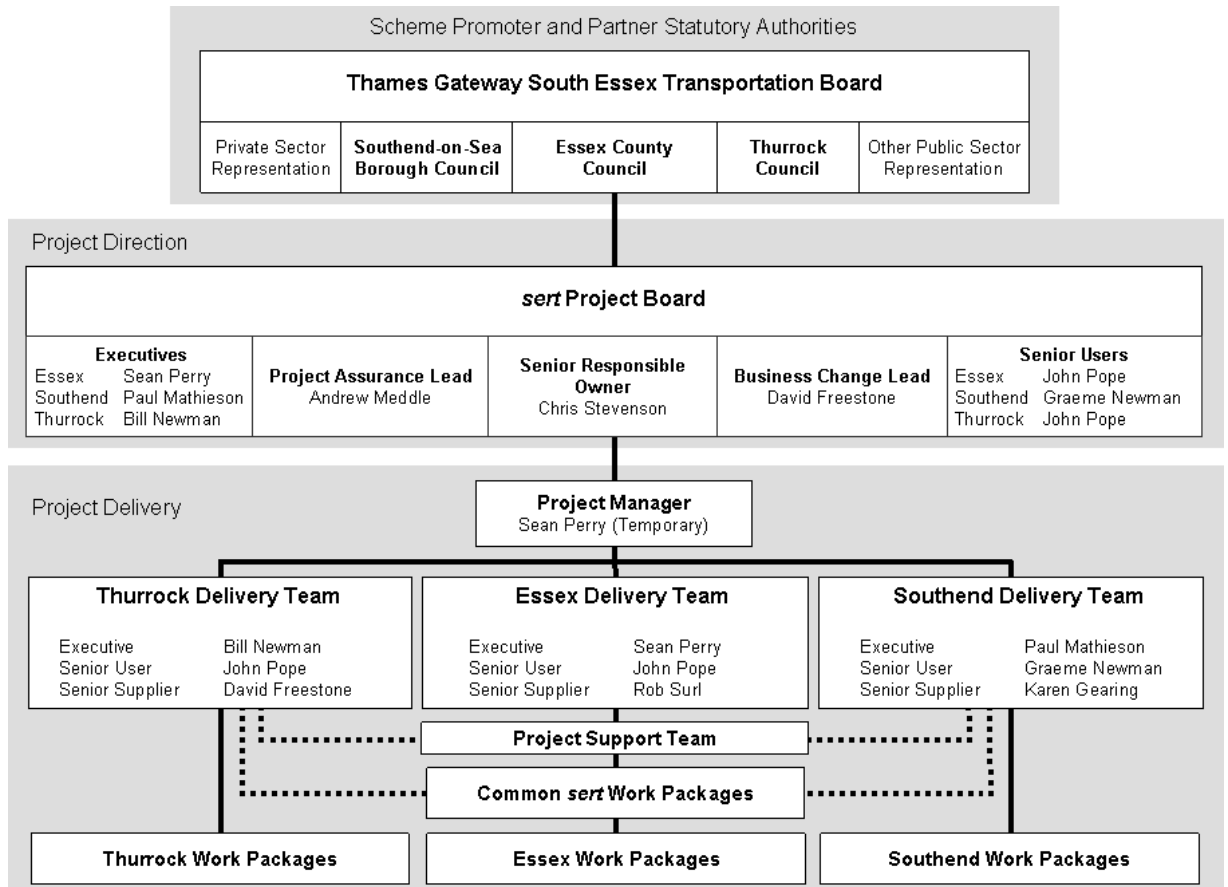 Scheme Promoter and Partner Statutory Authorities
Thames Gateway South Essex Transportation Board
Private Sector
Representation
Southend-on-Sea
Borough Council
Essex County
Council
Thurrock
Council
Other Public Sector
Representation
Project Direction
sert Project Board
Executives
Essex Sean Perry
Southend Paul Mathieson
Thurrock Bill Newman
Project Assurance Lead
Andrew Meddle
Senior Responsible
Owner
Chris Stevenson
Business Change Lead
David Freestone
Senior Users
Essex John Pope
Southend Graeme Newman
Thurrock John Pope
Project Delivery
Project Manager
Sean Perry (Temporary)
Thurrock Delivery Team
Executive Bill Newman
Senior User John Pope
Senior Supplier David Freestone
Essex Delivery Team
Executive Sean Perry
Senior User John Pope
Senior Supplier Rob Surl
Southend Delivery Team
Executive Paul Mathieson
Senior User Graeme Newman
Senior Supplier Karen Gearing
Project Support Team
Common sert Work Packages
Thurrock Work Packages
Essex Work Packages
Southend Work Packages